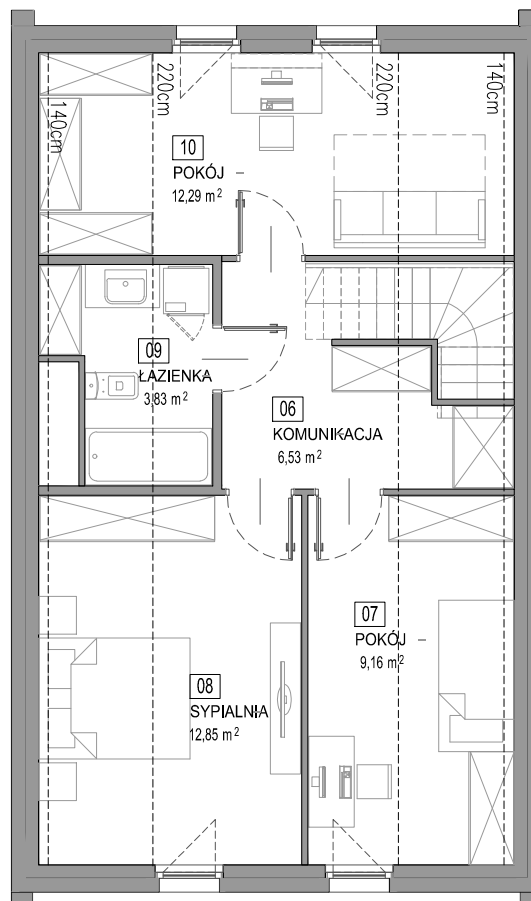 220cm
220cm
140cm
140cm
10
POKÓJ
12,29 m²
09
ŁAZIENKA
3,83 m²
06
KOMUNIKACJA
6,53 m²
07
POKÓJ
9,16 m²
08
SYPIALNIA
12,85 m²